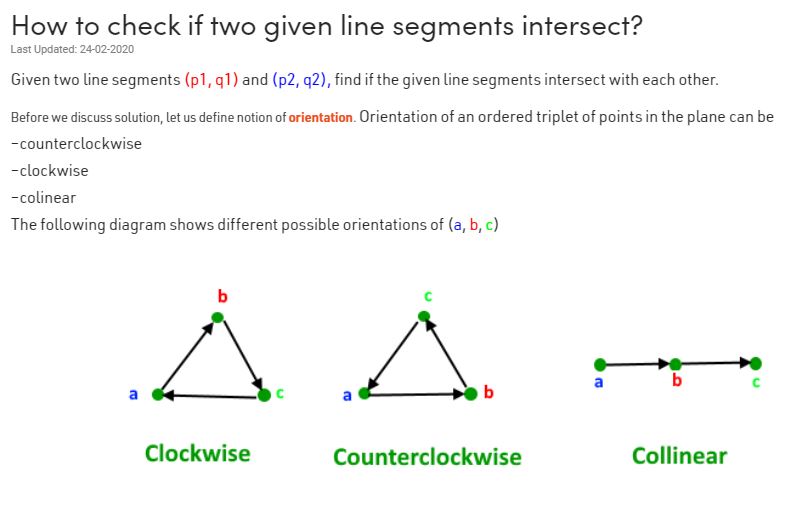 How to check if two given line segments intersect?
Last Updated: 24-02-2020
Given two line segments (p1, q1) and (p2, q2), find if the given line segments intersect with each other.
Before we discuss solution, let us define notion of orientation. Orientation of an ordered triplet of points in the plane can be
–counterclockwise
–clockwise
–colinear
The following diagram shows different possible orientations of (a, b, c)
b
a
c
Clockwise
c
a
b
Counterclockwise
a
b
c
Collinear